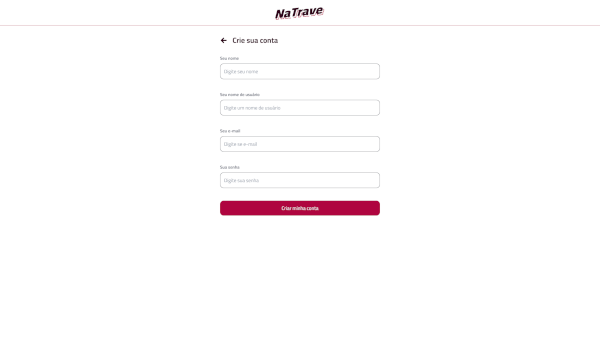 NaTrave
Crie sua conta
Seu nome
Digite seu nome
Seu nome de usuário
Digite um nome de usuário
Seu e-mail
Digite se e-mail
Sua senha
Digite sua senha
Criar minha conta